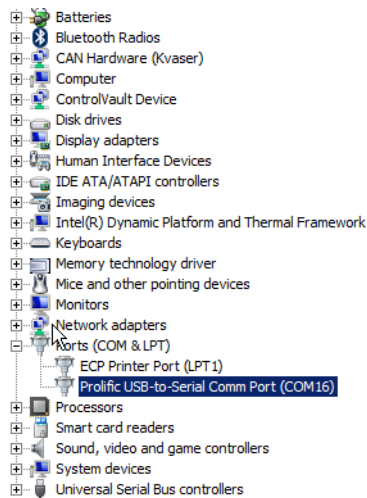 Batteries
Bluetooth Radios
CAN Hardware (Kvaser)
Computer
ControlVault Device
Disk drives
Display adapters
Human Interface Devices
IDE ATA/ATAPI controllers
Imaging devices
Intel(R) Dynamic Platform and Thermal Framework
Keyboards
Memory technology driver
Mice and other pointing devices
Monitors
Network adapters
Ports (COM & LPT)
ECP Printer Port (LPT1)
Prolific USB-to-Serial Comm Port (COM16)
Processors
Smart card readers
Sound, video and game controllers
System devices
Universal Serial Bus controllers